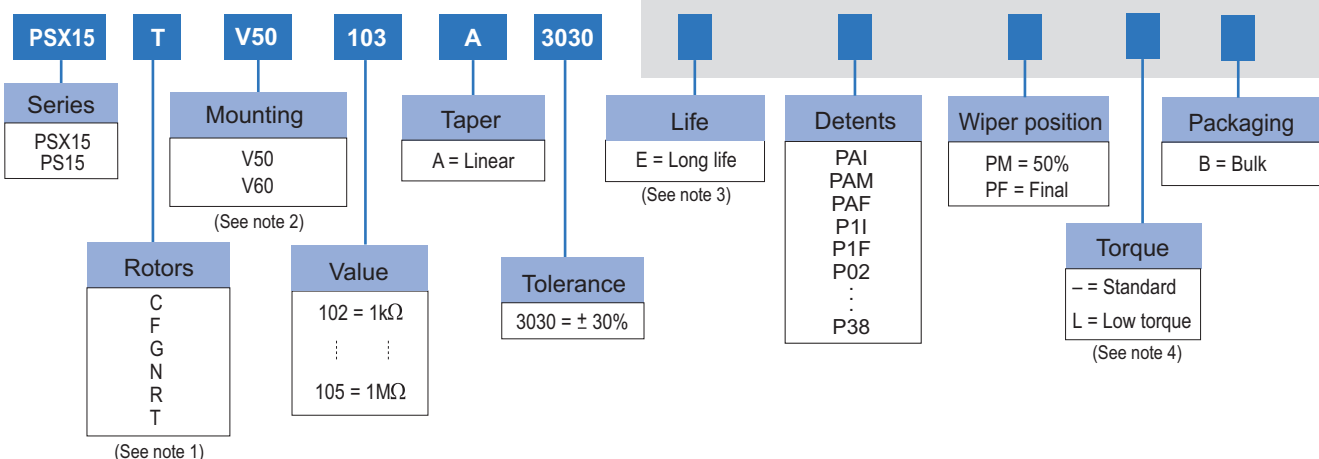 PSX15 T V50 103 A 3030
Series
PSX15
PS15
Mounting
V50
V60
(See note 2)
Taper
A = Linear
Life
E = Long life
(See note 3)
Detents
PAI
PAM
PAF
P1I
P1F
P02
:
:
P38
Wiper position
PM = 50%
PF = Final
Packaging
B = Bulk
Rotors
C
F
G
N
R
T
(See note 1)
Value
102 = 1kΩ
105 = 1MΩ
Tolerance
3030 = ± 30%
Torque
– = Standard
L = Low torque
(See note 4)